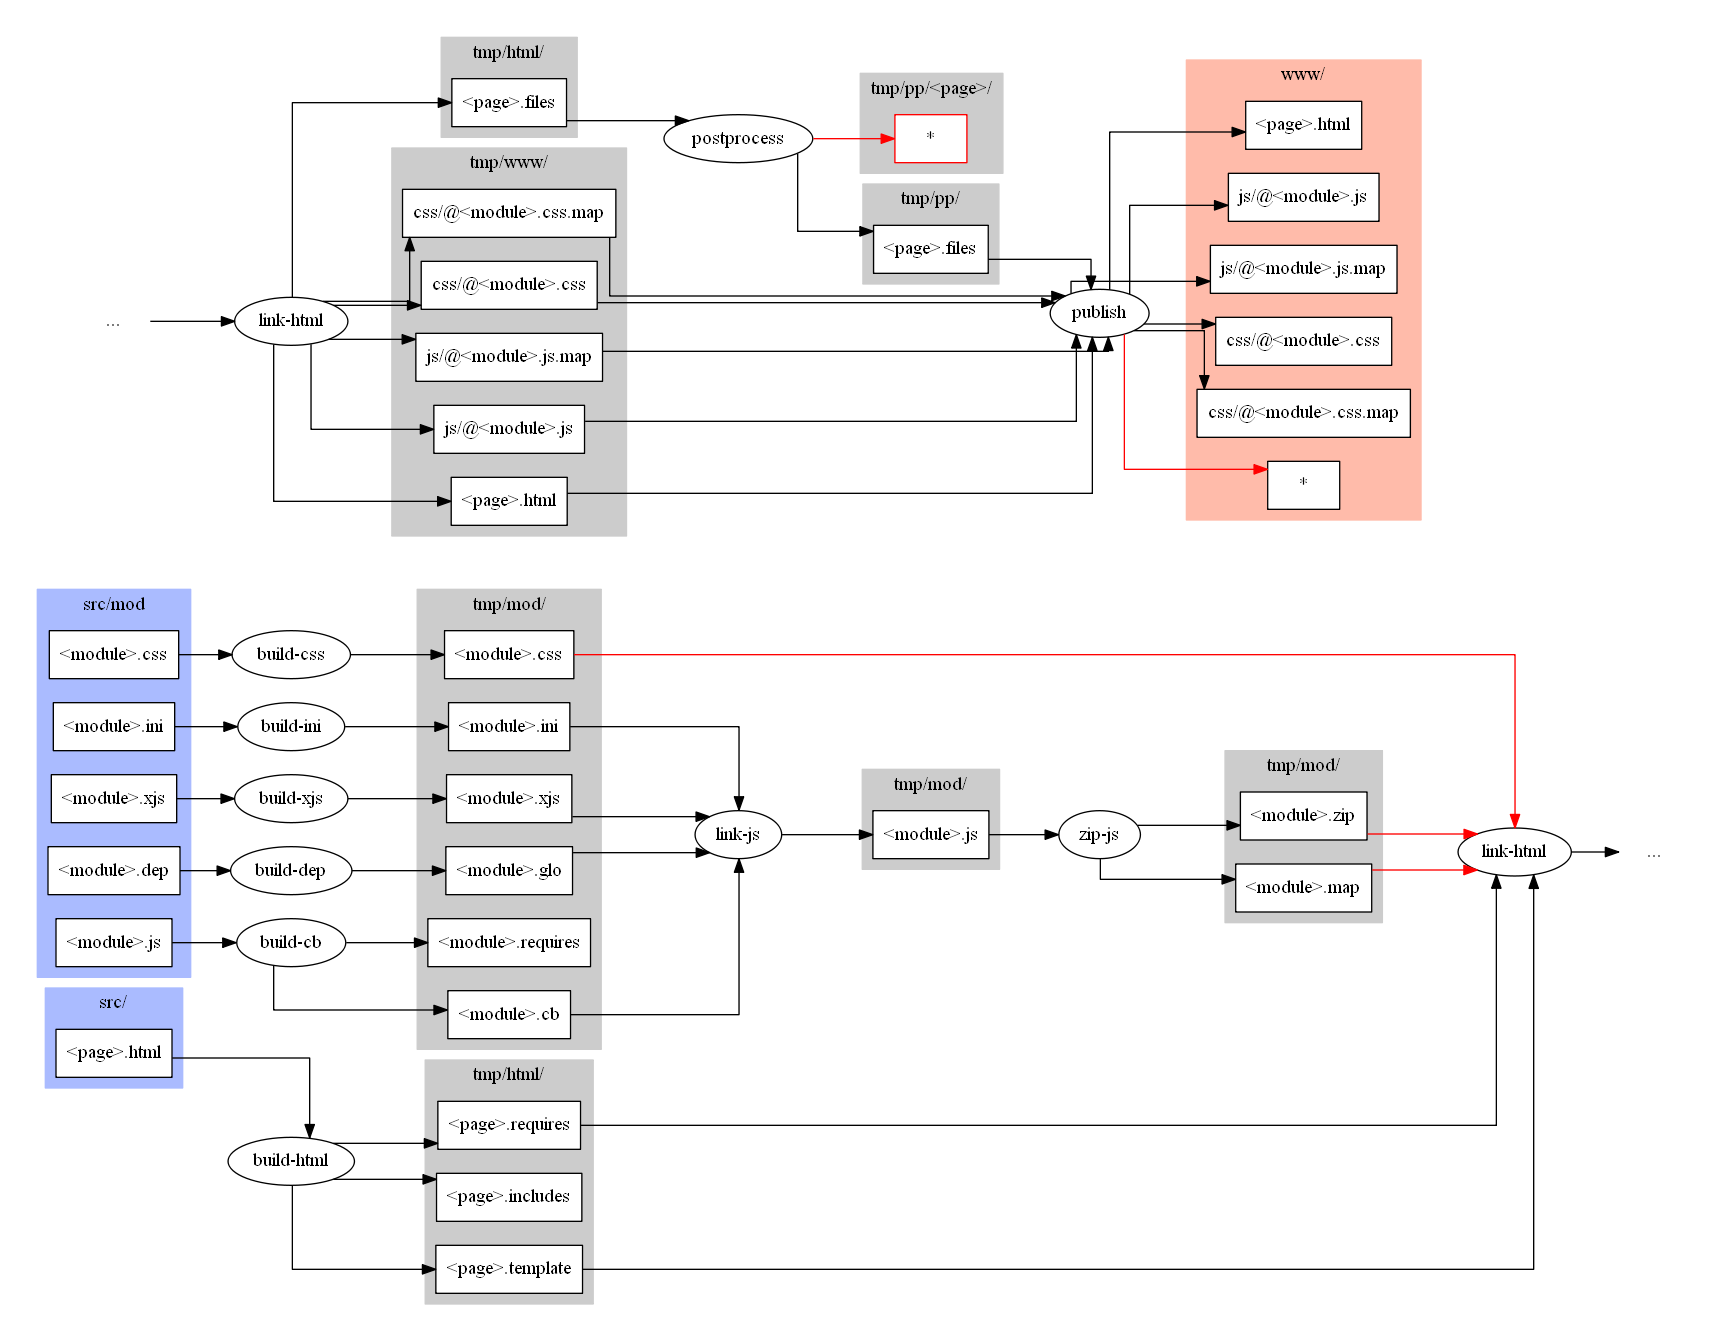 tmp/html/
<page>.files
tmp/www/
css/@<module>.css.map
css/@<module>.css
js/@<module>.js.map
js/@<module>.js
<page>.html
...
link-html
postprocess
tmp/pp/<page>/
*
tmp/pp/
<page>.files
publish
www/
<page>.html
js/@<module>.js
js/@<module>.js.map
css/@<module>.css
css/@<module>.css.map
*
src/mod
<module>.css
<module>.ini
<module>.xjs
<module>.dep
<module>.js
src/
<page>.html
build-css
build-ini
build-xjs
build-dep
build-cb
build-html
tmp/mod/
<module>.css
<module>.ini
<module>.xjs
<module>.glo
<module>.requires
<module>.cb
tmp/html/
<page>.requires
<page>.includes
<page>.template
link-js
tmp/mod/
<module>.js
zip-js
tmp/mod/
<module>.zip
<module>.map
link-html
...